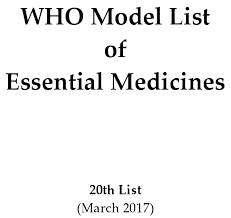 WHO Model List
of
Essential Medicines
20th List
(March 2017)